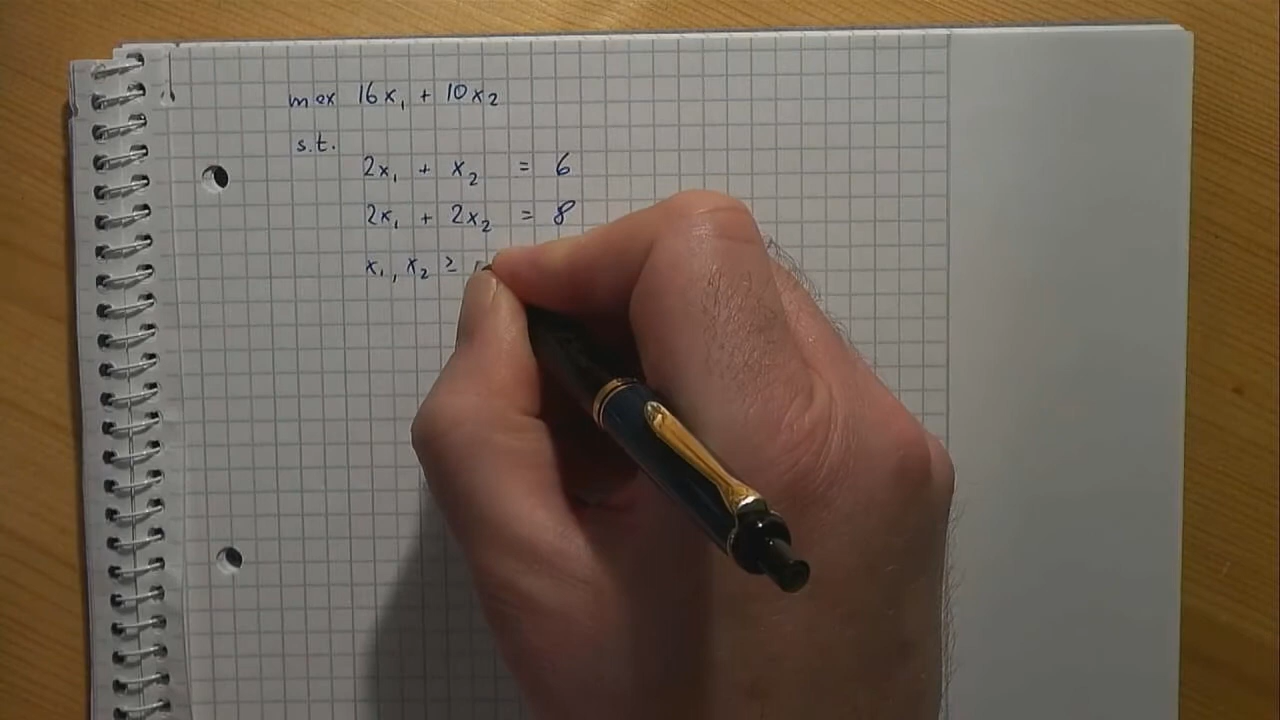 max 16x₁ + 10x₂
s.t.
2x₁ + x₂ = 6
2x₁ + 2x₂ = 8
x₁, x₂ ≥